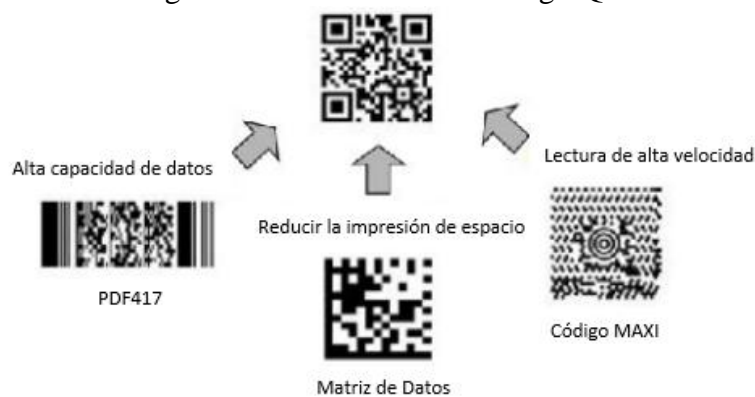 Alta capacidad de datos
Lectura de alta velocidad
Reducir la impresión de espacio
PDF417
Código MAXI
Matriz de Datos